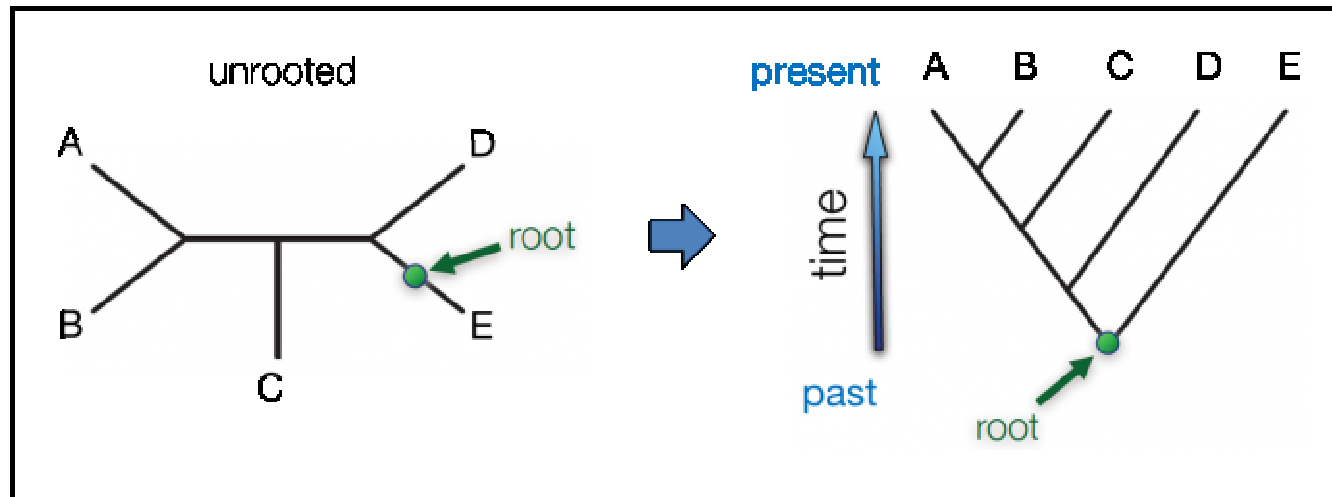 unrooted
A
D
root
B
E
C
present
A B C D E
time
past
root